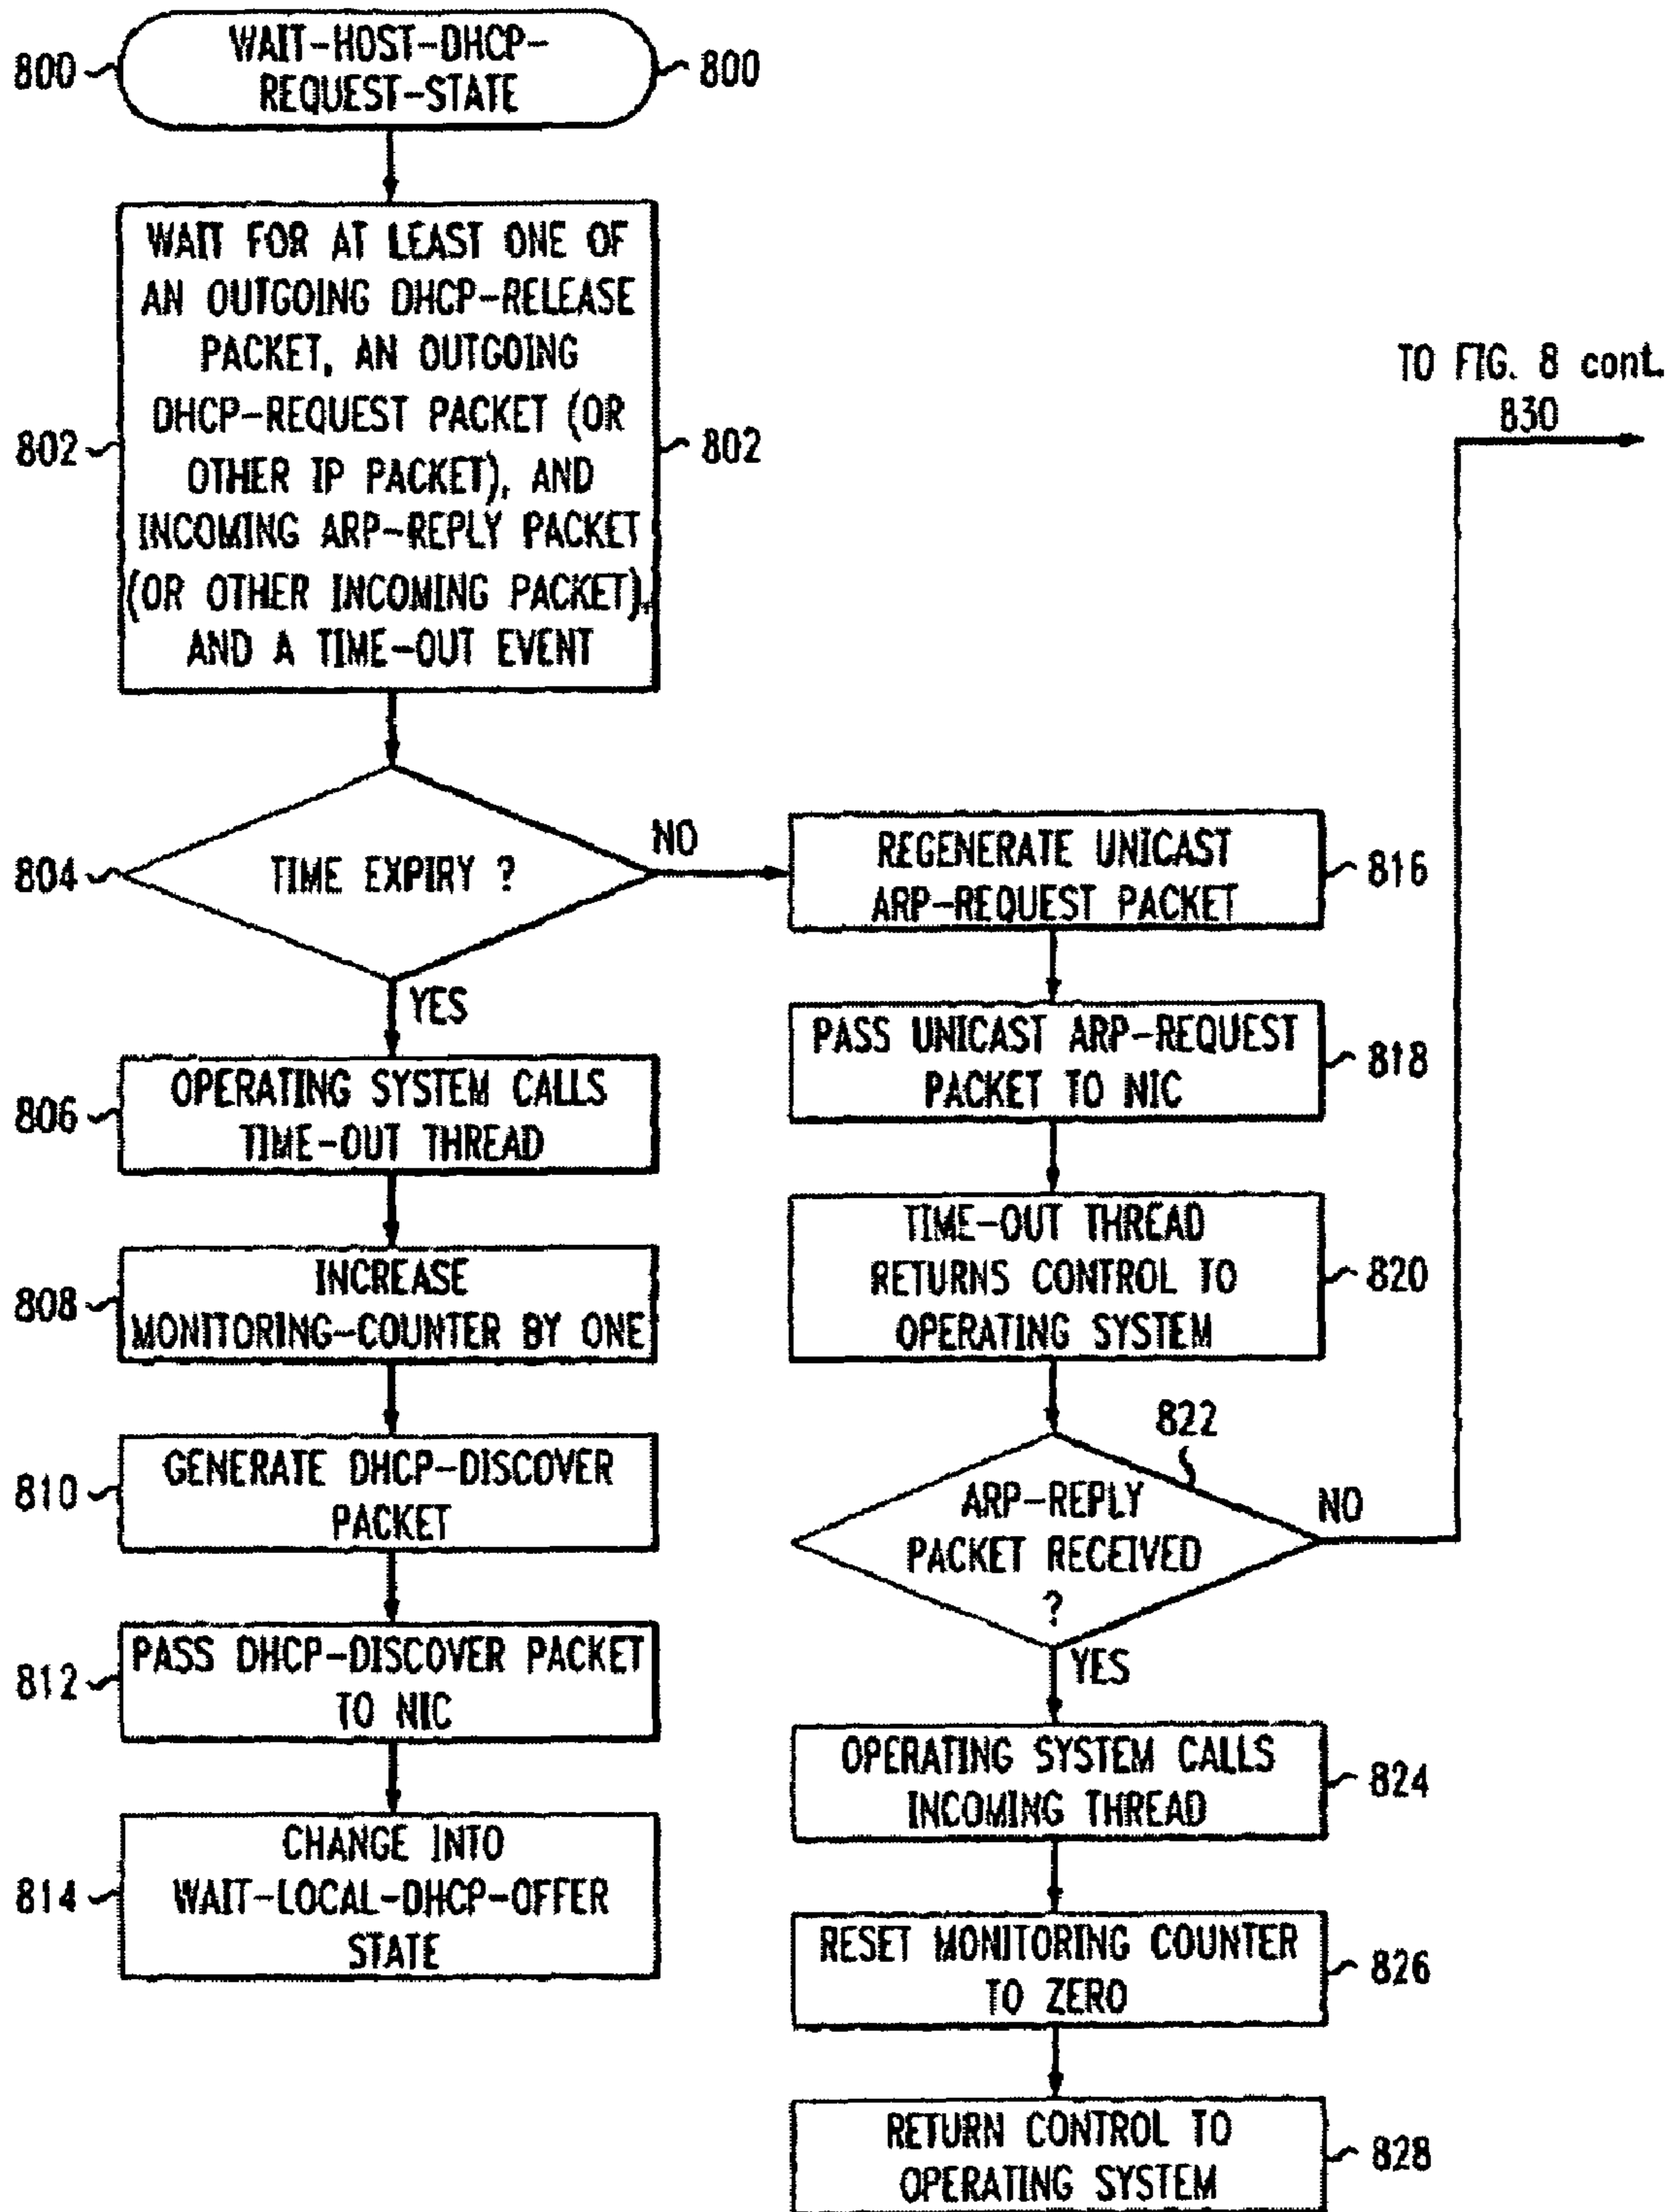 800
WAIT-HOST-DHCP-
REQUEST-STATE
800
802
WAIT FOR AT LEAST ONE OF
AN OUTGOING DHCP-RELEASE
PACKET, AN OUTGOING
DHCP-REQUEST PACKET (OR
OTHER IP PACKET), AND
INCOMING ARP-REPLY PACKET
(OR OTHER INCOMING PACKET),
AND A TIME-OUT EVENT
802
TO FIG. 8 cont.
830
804
TIME EXPIRY ?
NO
YES
806
OPERATING SYSTEM CALLS
TIME-OUT THREAD
808
INCREASE
MONITORING-COUNTER BY ONE
810
GENERATE DHCP-DISCOVER
PACKET
812
PASS DHCP-DISCOVER PACKET
TO NIC
814
CHANGE INTO
WAIT-LOCAL-DHCP-OFFER
STATE
REGENERATE UNICAST
ARP-REQUEST PACKET
816
PASS UNICAST ARP-REQUEST
PACKET TO NIC
818
TIME-OUT THREAD
RETURNS CONTROL TO
OPERATING SYSTEM
820
822
ARP-REPLY
PACKET RECEIVED
?
NO
YES
OPERATING SYSTEM CALLS
INCOMING THREAD
824
RESET MONITORING COUNTER
TO ZERO
826
RETURN CONTROL TO
OPERATING SYSTEM
828